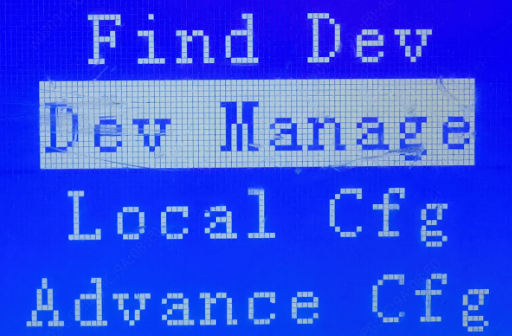 Find Dev
Dev Manage
Local Cfg
Advance Cfg